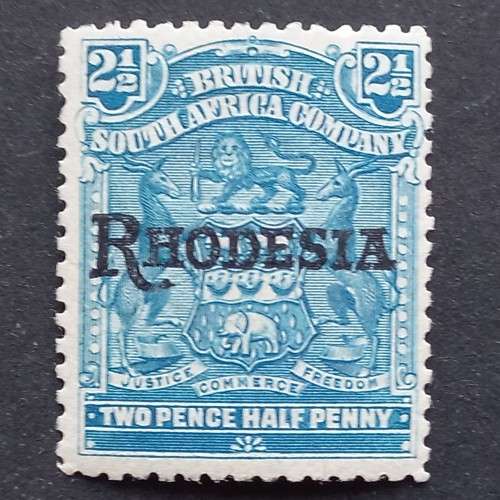 2½ 2½
BRITISH
SOUTH AFRICA COMPANY
RHODESIA
JUSTICE COMMERCE FREEDOM
TWO PENCE HALF PENNY